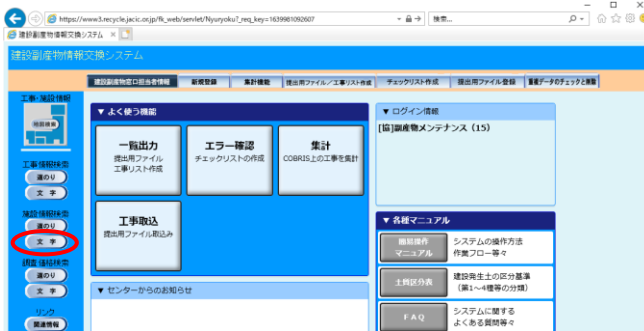 https://www3.recycle.jacic.or.jp/fk_web/servlet/Nyuryoku?_req_key=1639981092607
検索...
建設副産物情報交換システム
建設副産物情報交換システム
建設副産物窓口担当者情報 新規登録 集計機能 提出用ファイル/工事リスト作成 チェックリスト作成 提出用ファイル登録 重複データのチェックと削除
工事・施設情報
地図検索
工事情報検索
道のり
文 字
施設情報検索
道のり
文 字
調査価格検索
道のり
文 字
リンク
関連情報
▼ よく使う機能
一覧出力
提出用ファイル
工事リスト作成
エラー確認
チェックリストの作成
集計
COBRIS上の工事を集計
工事取込
提出用ファイル取込み
▼ センターからのお知らせ
▼ ログイン情報
[協]副産物メンテナンス(15)
▼ 各種マニュアル
簡易操作
マニュアル
システムの操作方法
作業フロー等々
土質区分表
建設発生土の区分基準
(第1~4種等の分類)
F A Q
システムに関する
よくある質問等々